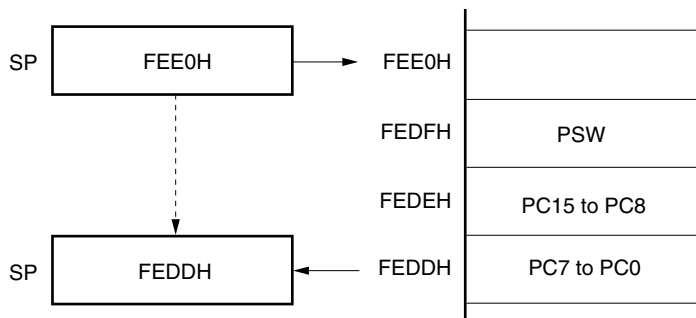 SP FEE0H FEE0H
FEDFH PSW
FEDEH PC15 to PC8
SP FEDDH FEDDH PC7 to PC0